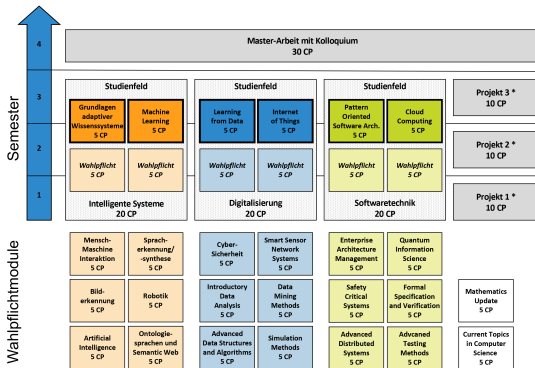 Semester
4
3
2
1
Master-Arbeit mit Kolloquium
30 CP
Studienfeld
Grundlagen
adaptiver
Wissenssysteme
5 CP
Machine
Learning
5 CP
Wahlpflicht
5 CP
Wahlpflicht
5 CP
Intelligente Systeme
20 CP
Studienfeld
Learning
from Data
5 CP
Internet
of Things
5 CP
Wahlpflicht
5 CP
Wahlpflicht
5 CP
Digitalisierung
20 CP
Studienfeld
Pattern
Oriented
Software Arch.
5 CP
Cloud
Computing
5 CP
Wahlpflicht
5 CP
Wahlpflicht
5 CP
Softwaretechnik
20 CP
Projekt 3 *
10 CP
Projekt 2 *
10 CP
Projekt 1 *
10 CP
Wahlpflichtmodule
Mensch-
Maschine
Interaktion
5 CP
Sprach-
erkennung/
-synthese
5 CP
Bild-
erkennung
5 CP
Robotik
5 CP
Artificial
Intelligence
5 CP
Ontologie-
sprachen und
Semantic Web
5 CP
Cyber-
Sicherheit
5 CP
Smart Sensor
Network
Systems
5 CP
Introductory
Data
Analysis
5 CP
Data
Mining
Methods
5 CP
Advanced
Data Structures
and Algorithms
5 CP
Simulation
Methods
5 CP
Enterprise
Architecture
Management
5 CP
Quantum
Information
Science
5 CP
Safety
Critical
Systems
5 CP
Formal
Specification
and Verification
5 CP
Advanced
Distributed
Systems
5 CP
Advanced
Testing
Methods
5 CP
Mathematics
Update
5 CP
Current Topics
in Computer
Science
5 CP